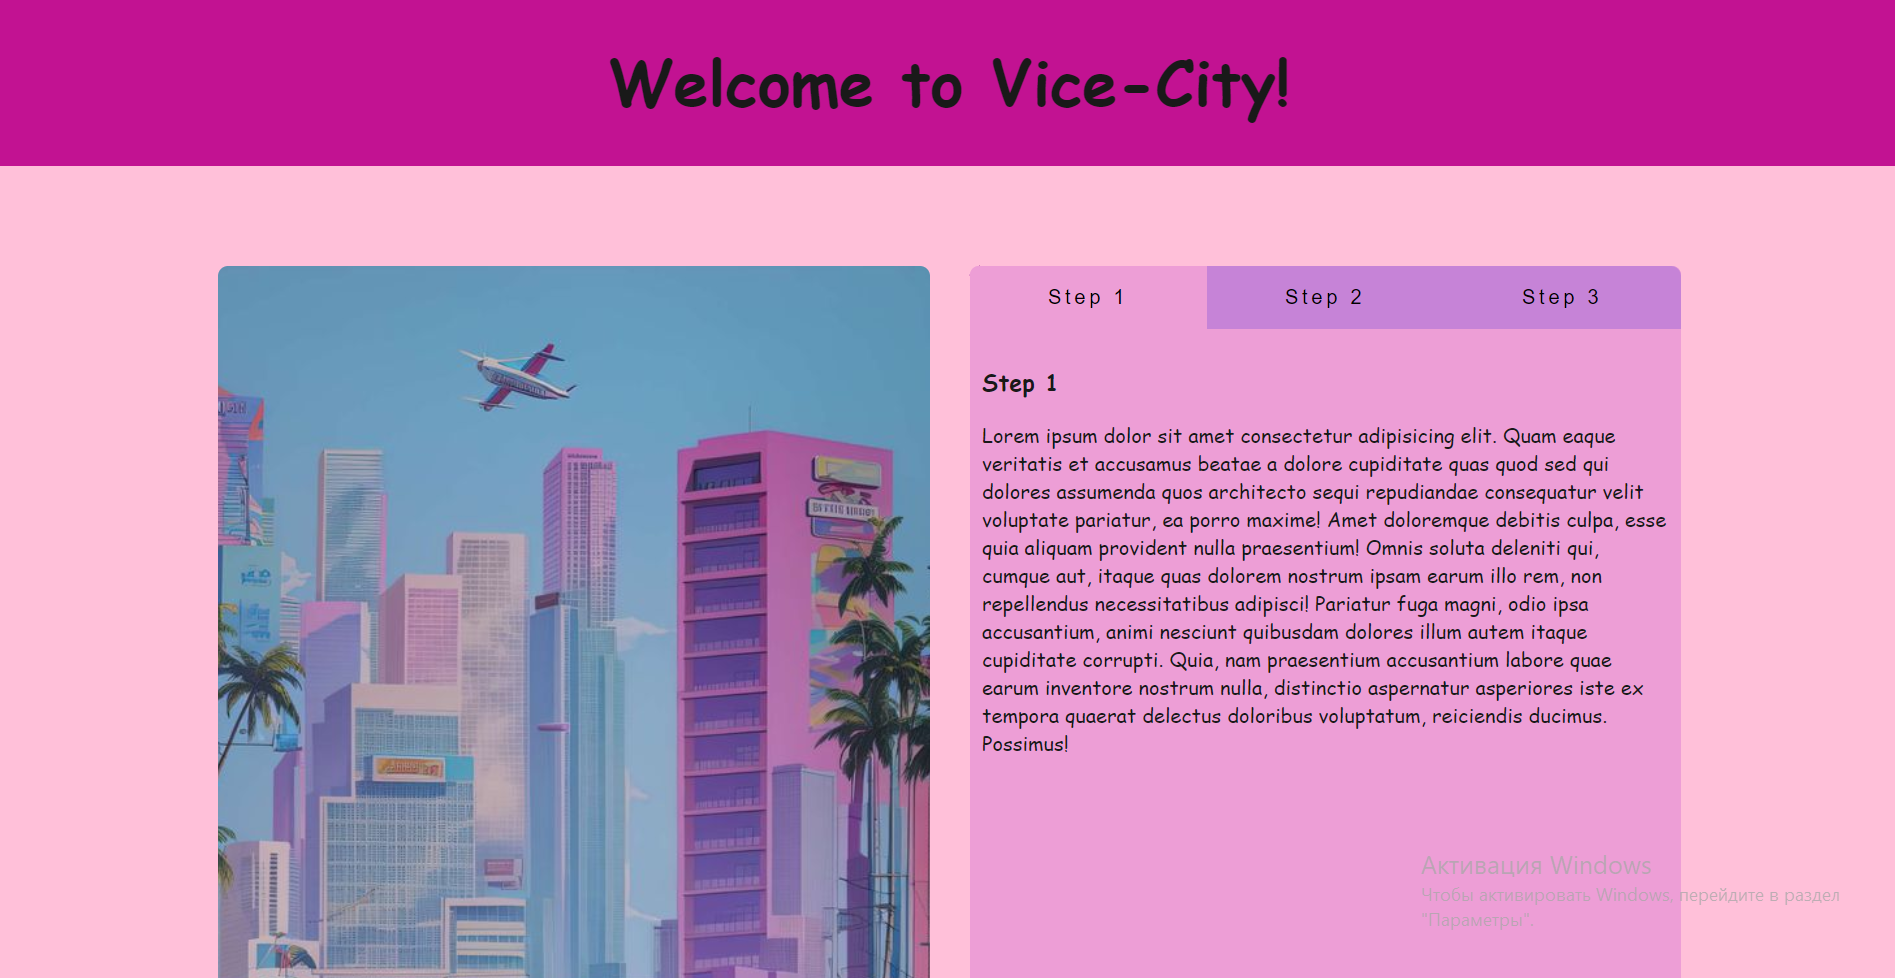 Welcome to Vice-City!
Step 1
Step 2
Step 3
Step 1
Lorem ipsum dolor sit amet consectetur adipisicing elit. Quam eaque
veritatis et accusamus beatae a dolore cupiditate quas quod sed qui
dolores assumenda quos architecto sequi repudiandae consequatur velit
voluptate pariatur, ea porro maxime! Amet doloremque debitis culpa, esse
quia aliquam provident nulla praesentium! Omnis soluta deleniti qui,
cumque aut, itaque quas dolorem nostrum ipsam earum illo rem, non
repellendus necessitatibus adipisci! Pariatur fuga magni, odio ipsa
accusantium, animi nesciunt quibusdam dolores illum autem itaque
cupiditate corrupti. Quia, nam praesentium accusantium labore quae
earum inventore nostrum nulla, distinctio aspernatur asperiores iste ex
tempora quaerat delectus doloribus voluptatum, reiciendis ducimus.
Possimus!
Активация Windows
Чтобы активировать Windows, перейдите в раздел
"Параметры".